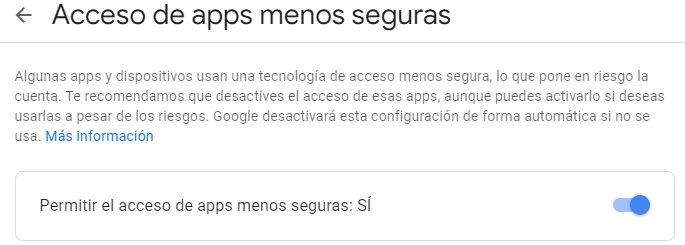 Acceso de apps menos seguras
Algunas apps y dispositivos usan una tecnología de acceso menos segura, lo que pone en riesgo la
cuenta. Te recomendamos que desactives el acceso de esas apps, aunque puedes activarlo si deseas
usarlas a pesar de los riesgos. Google desactivará esta configuración de forma automática si no se
usa. Más información
Permitir el acceso de apps menos seguras: SÍ